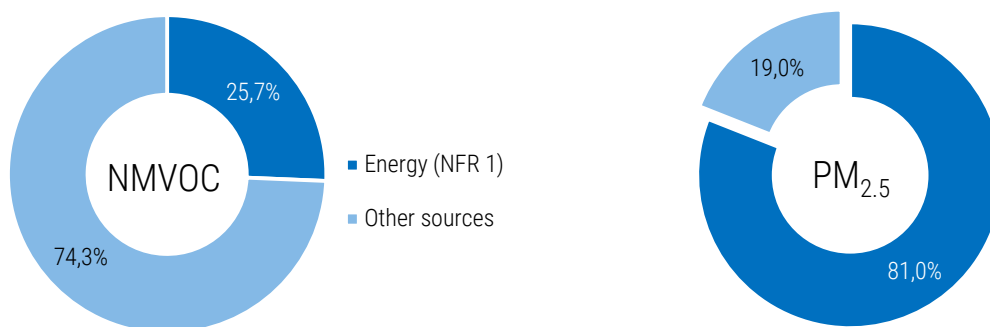 25,7%
NMVOC
74,3%
Energy (NFR 1)
Other sources
19,0%
PM2.5
81,0%